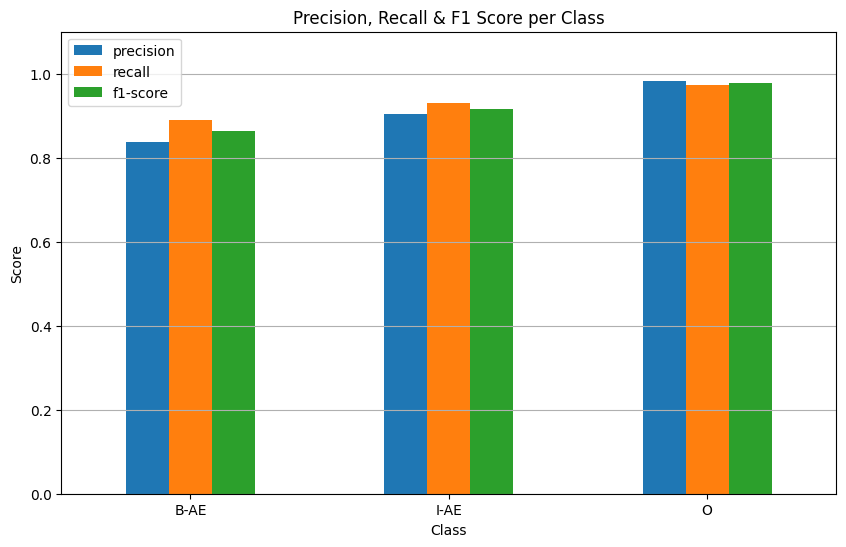 Precision, Recall & F1 Score per Class
precision
recall
f1-score
1.0
0.8
0.6
0.4
0.2
0.0
Score
B-AE I-AE O
Class